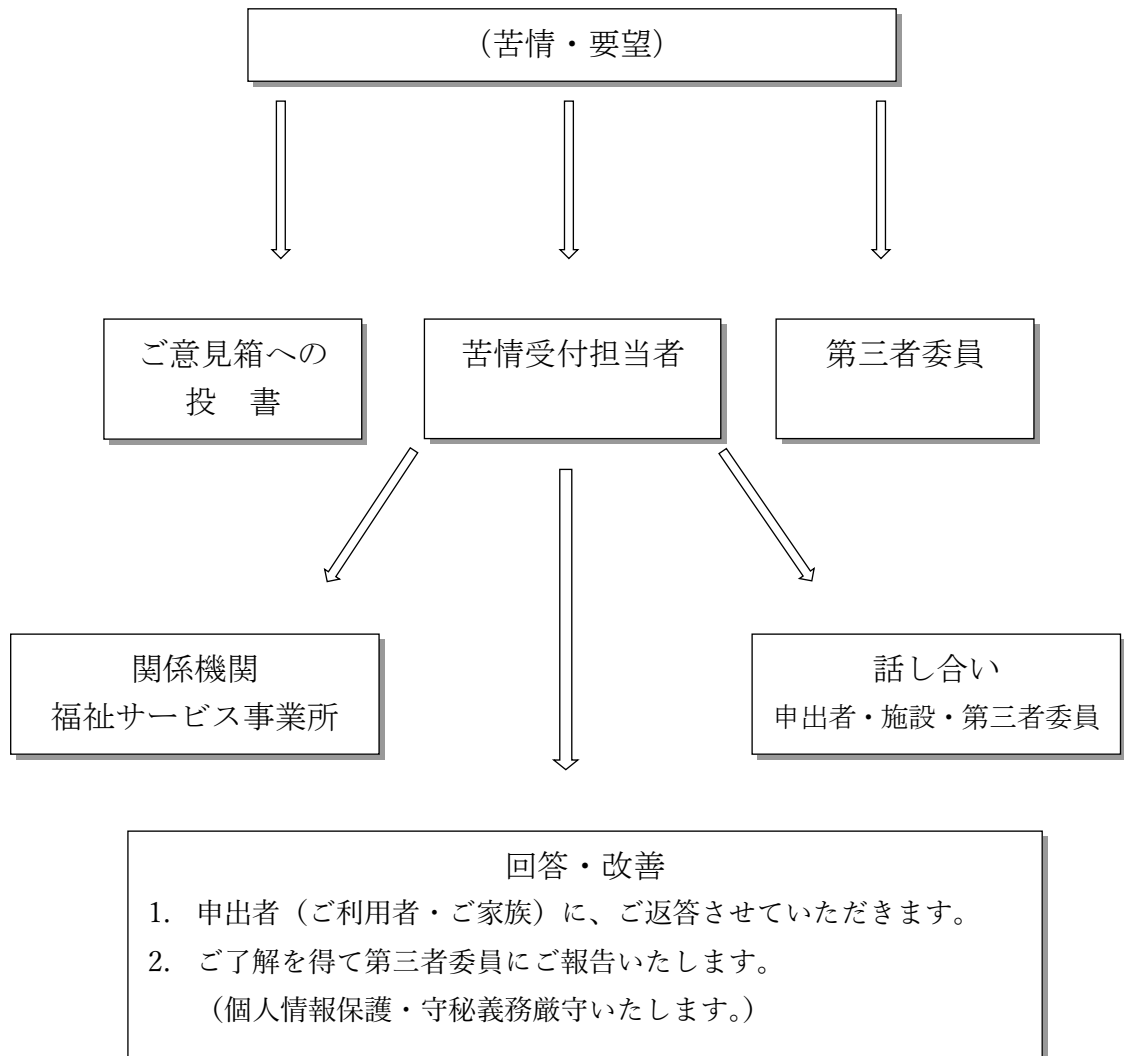 （苦情・要望）
ご意見箱への
投　書
苦情受付担当者
第三者委員
関係機関
福祉サービス事業所
話し合い
申出者・施設・第三者委員
回答・改善
1.　申出者（ご利用者・ご家族）に、ご返答させていただきます。
2.　ご了解を得て第三者委員にご報告いたします。
（個人情報保護・守秘義務厳守いたします。）